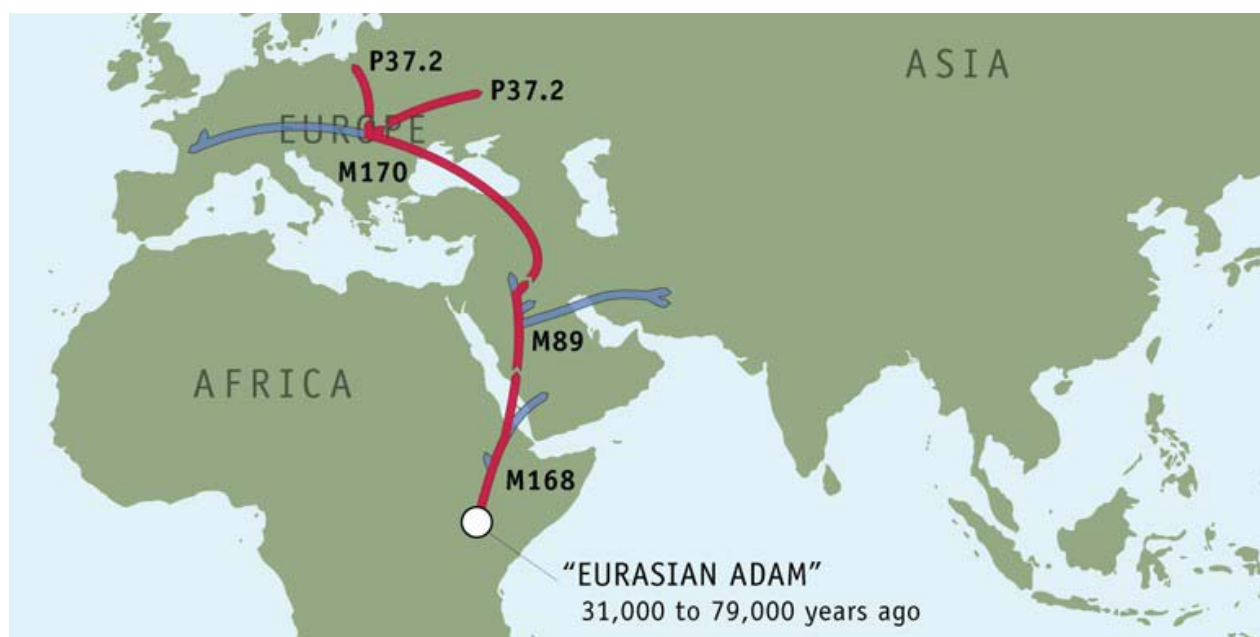 ASIA
P37.2
P37.2
EUROPE
M170
M89
AFRICA
M168
“EURASIAN ADAM”
31,000 to 79,000 years ago